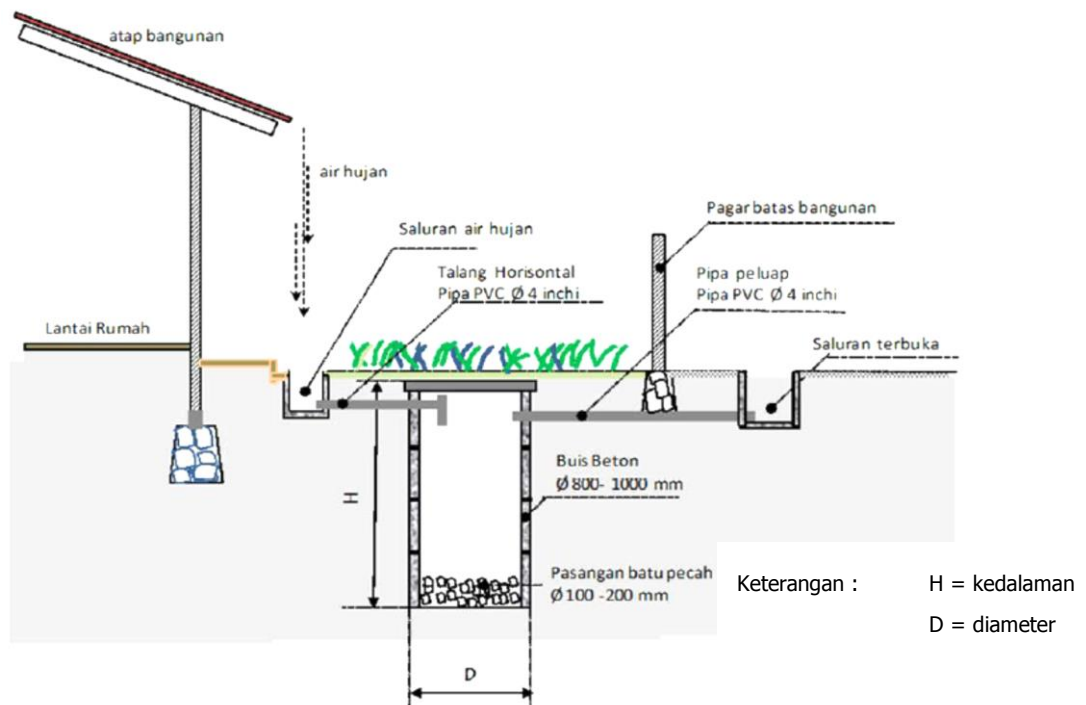 atap bangunan
air hujan
Saluran air hujan
Talang Horisontal
Pipa PVC Ø 4 inchi
Pagar batas bangunan
Pipa peluap
Pipa PVC Ø 4 inchi
Lantai Rumah
Saluran terbuka
Buis Beton
Ø 800- 1000 mm
H
Pasangan batu pecah
Ø 100 -200 mm
D
Keterangan : H = kedalaman
D = diameter